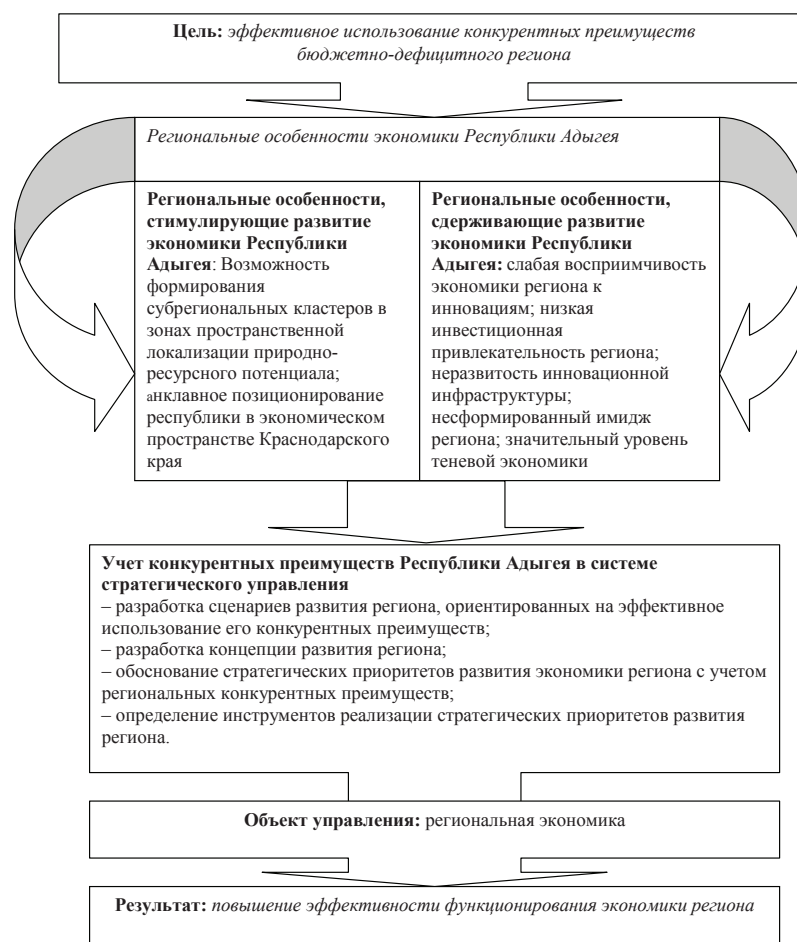 Цель: эффективное использование конкурентных преимуществ
бюджетно-дефицитного региона
Региональные особенности экономики Республики Адыгея
Региональные особенности,
стимулирующие развитие
экономики Республики
Адыгея: Возможность
формирования
субрегиональных кластеров в
зонах пространственной
локализации природно-
ресурсного потенциала;
анклавное позиционирование
республики в экономическом
пространстве Краснодарского
края
Региональные особенности,
сдерживающие развитие
экономики Республики
Адыгея: слабая восприимчивость
экономики региона к
инновациям; низкая
инвестиционная
привлекательность региона;
неразвитость инновационной
инфраструктуры;
несформированный имидж
региона; значительный уровень
теневой экономики
Учет конкурентных преимуществ Республики Адыгея в системе
стратегического управления
– разработка сценариев развития региона, ориентированных на эффективное
использование его конкурентных преимуществ;
– разработка концепции развития региона;
– обоснование стратегических приоритетов развития экономики региона с учетом
региональных конкурентных преимуществ;
– определение инструментов реализации стратегических приоритетов развития
региона.
Объект управления: региональная экономика
Результат: повышение эффективности функционирования экономики региона